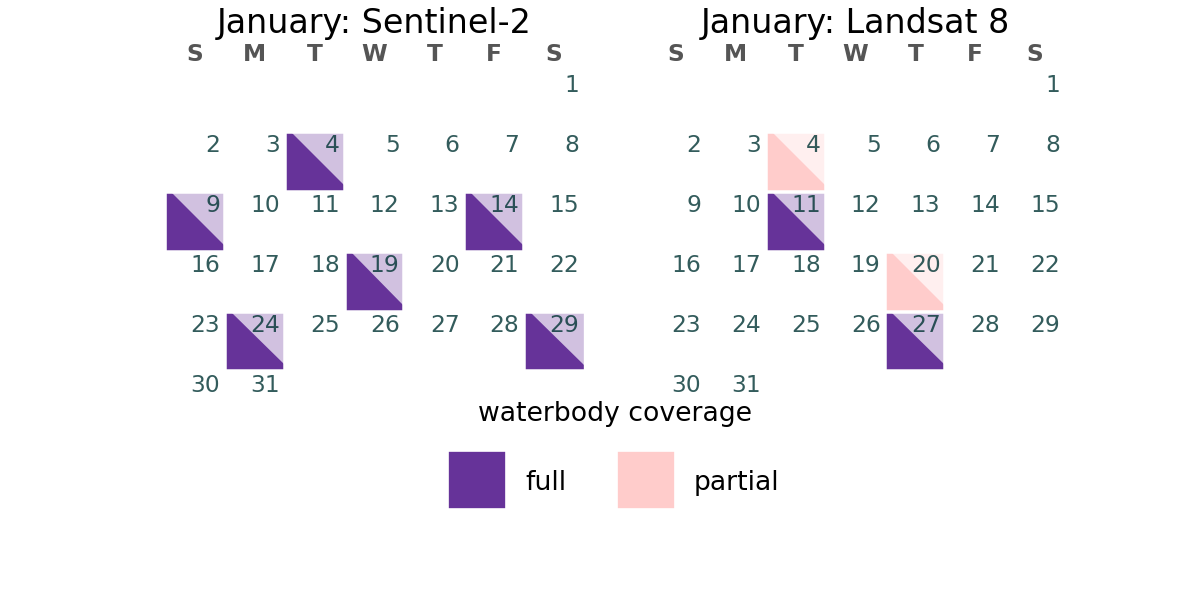 January: Sentinel-2
S M T W T F S
1
2 3 4 5 6 7 8
9 10 11 12 13 14 15
16 17 18 19 20 21 22
23 24 25 26 27 28 29
30 31
January: Landsat 8
S M T W T F S
1
2 3 4 5 6 7 8
9 10 11 12 13 14 15
16 17 18 19 20 21 22
23 24 25 26 27 28 29
30 31
waterbody coverage
full partial